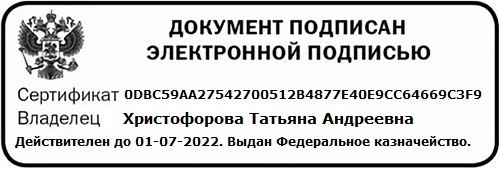 ДОКУМЕНТ ПОДПИСАН
ЭЛЕКТРОННОЙ ПОДПИСЬЮ
Сертификат 0DBC59AA27542700512B4877E40E9CC64669C3F9
Владелец Христофорова Татьяна Андреевна
Действителен до 01-07-2022. Выдан Федеральное казначейство.